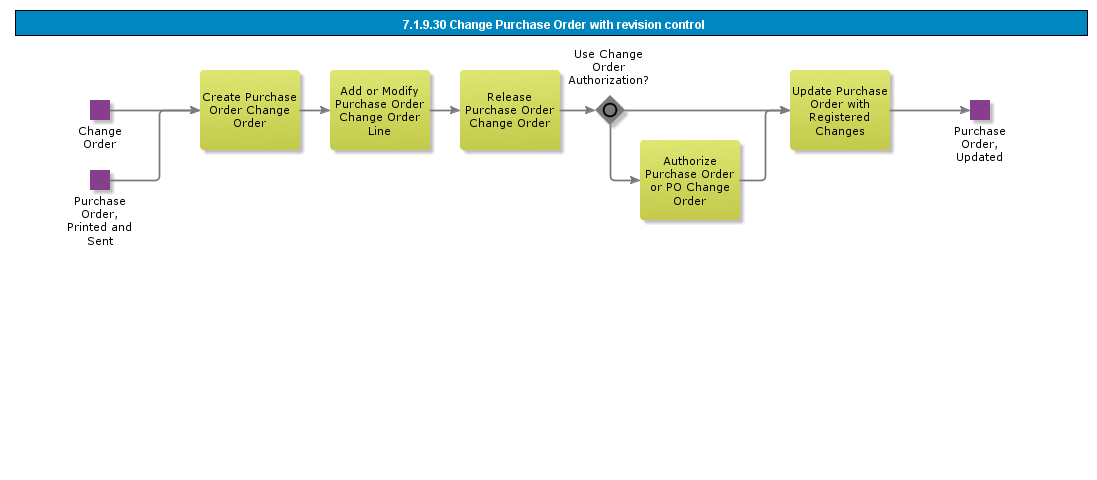 7.1.9.30 Change Purchase Order with revision control
Use Change
Order
Authorization?
Create Purchase
Order Change
Order
Add or Modify
Purchase Order
Change Order
Line
Release
Purchase Order
Change Order
Update Purchase
Order with
Registered
Changes
Change
Order
Purchase
Order,
Updated
Authorize
Purchase Order
or PO Change
Order
Purchase
Order,
Printed and
Sent